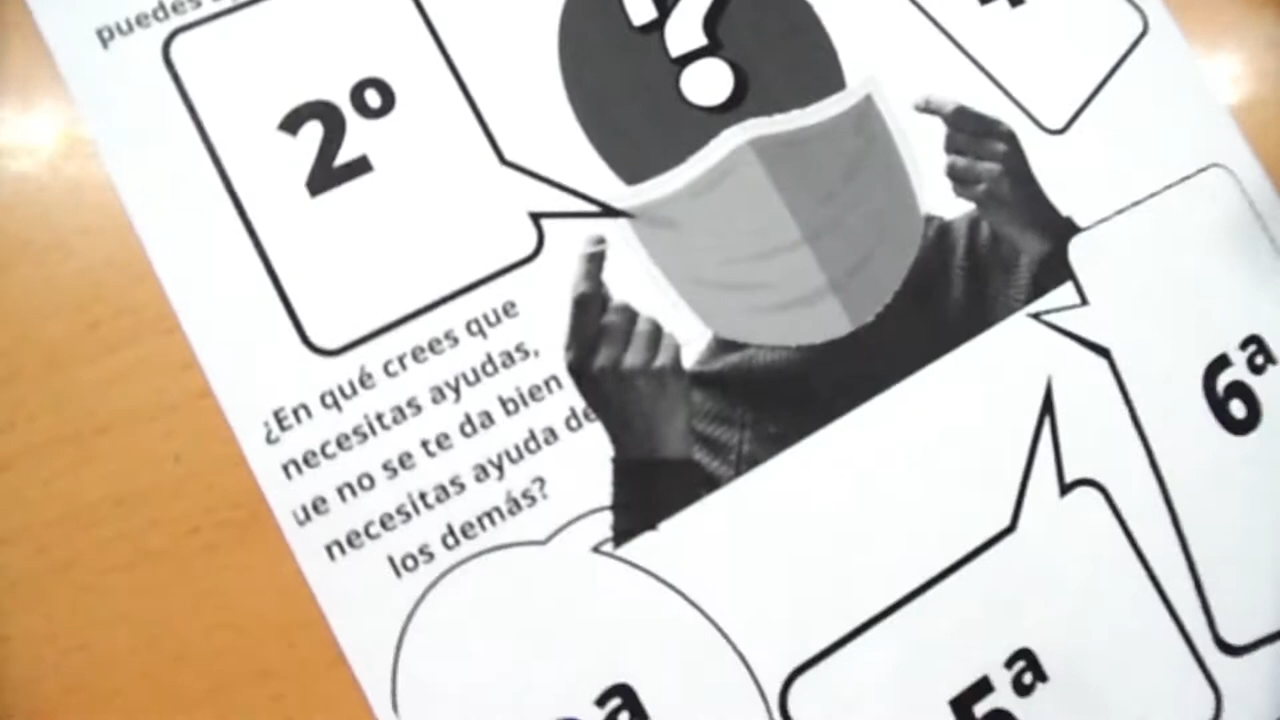 puedes
2º
?
¿En qué crees que
necesitas ayudas,
ue no se te da bien
necesitas ayuda de
los demás?
6ª
5ª